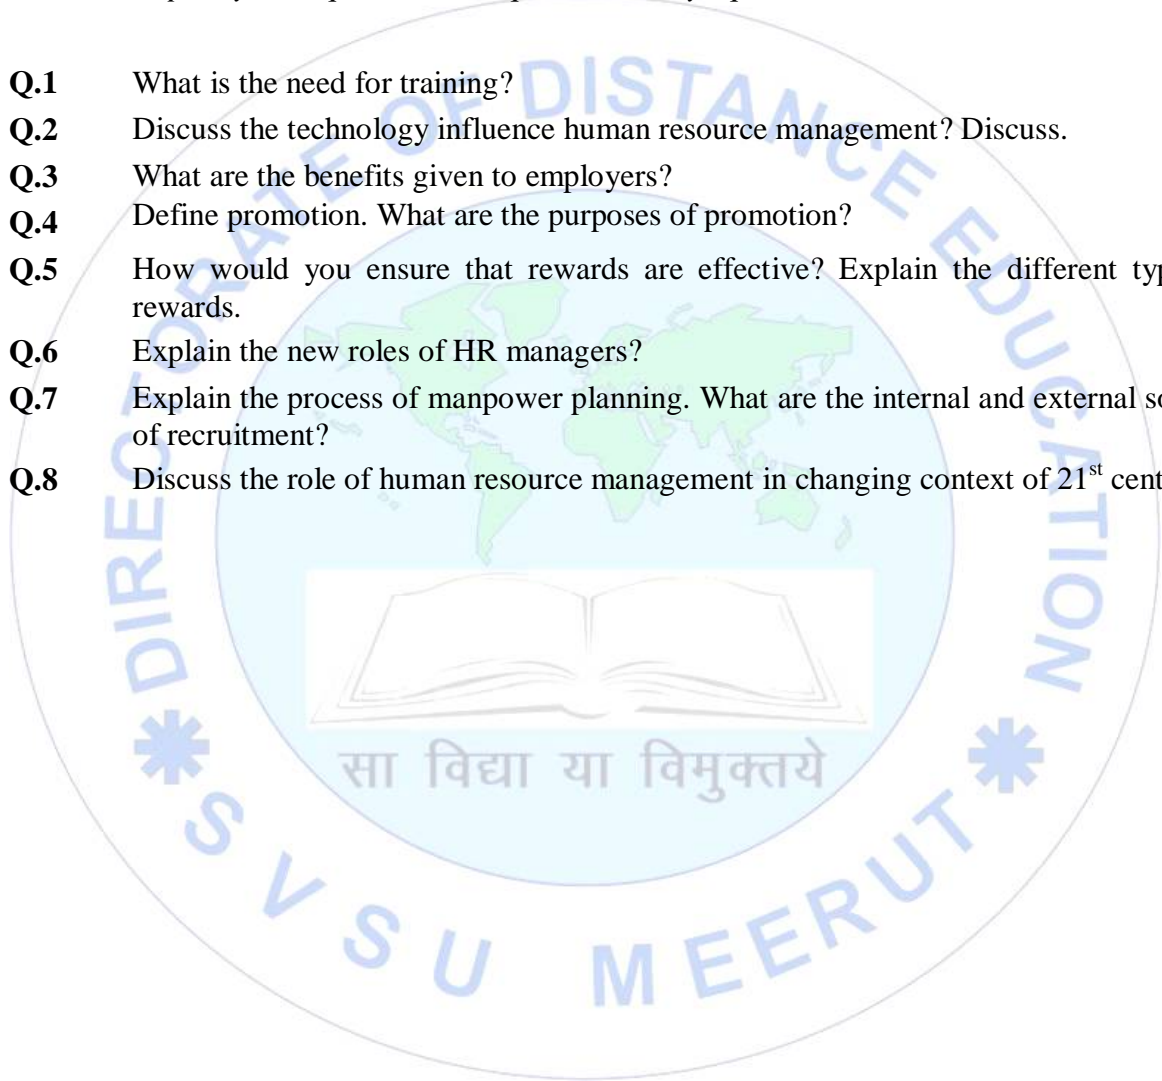 Q.1 What is the need for training?
Q.2 Discuss the technology influence human resource management? Discuss.
Q.3 What are the benefits given to employers?
Q.4 Define promotion. What are the purposes of promotion?
Q.5 How would you ensure that rewards are effective? Explain the different
rewards.
Q.6 Explain the new roles of HR managers?
Q.7 Explain the process of manpower planning. What are the internal and external
of recruitment?
Q.8 Discuss the role of human resource management in changing context of 21st
DIRECTORATE OF DISTANCE EDUCATION
सा विद्या या विमुक्तये
SVSU MEERUT